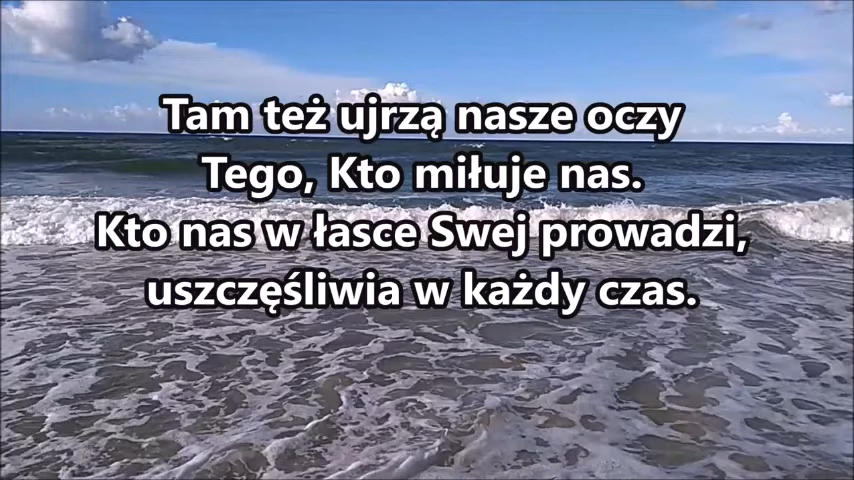 Tam też ujrzą nasze oczy
Tego, Kto miłuje nas.
Kto nas w łasce Swej prowadzi,
uszczęśliwia w każdy czas.